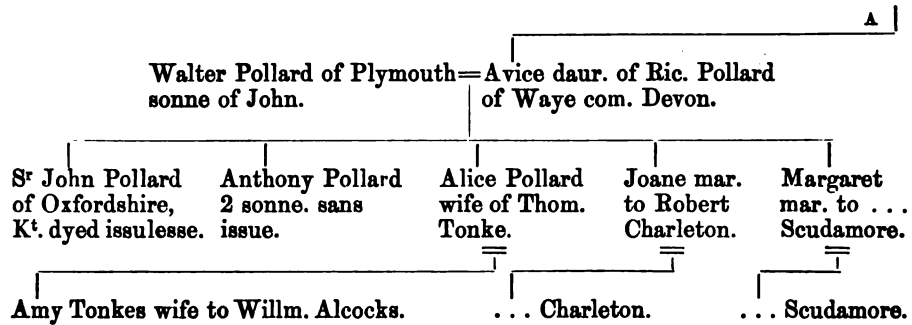 A
Walter Pollard of Plymouth=Avice daur. of Ric. Pollard
sonne of John.
of Waye com. Devon.
Sr John Pollard
of Oxfordshire,
Kt. dyed issulesse.
Anthony Pollard
2 sonne. sans
issue.
Alice Pollard
wife of Thom.
Tonke.
Joane mar.
to Robert
Charleton.
Margaret
mar. to ...
Scudamore.
Amy Tonkes wife to Willm. Alcocks.
... Charleton.
... Scudamore.